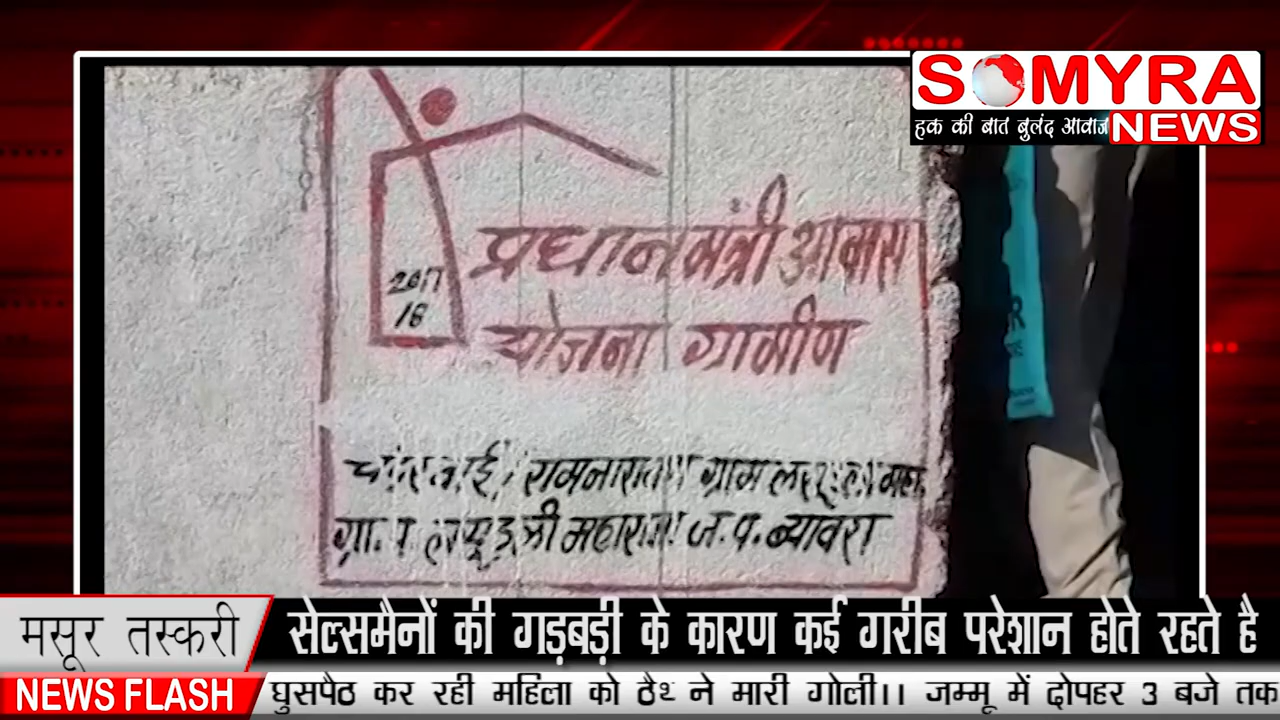 SOMYRA
हक की बात बुलंद आवाज
NEWS
2017
18
प्रधानमंत्री आवास
योजना ग्रामीण
ग्राम
ज.प. ब्यावरा
मसूर तस्करी
सेल्समैनों की गड़बड़ी के कारण कई गरीब परेशान होते रहते है
NEWS FLASH
घुसपैठ कर रही महिला को ने मारी गोली।। जम्मू में दोपहर 3 बजे तक